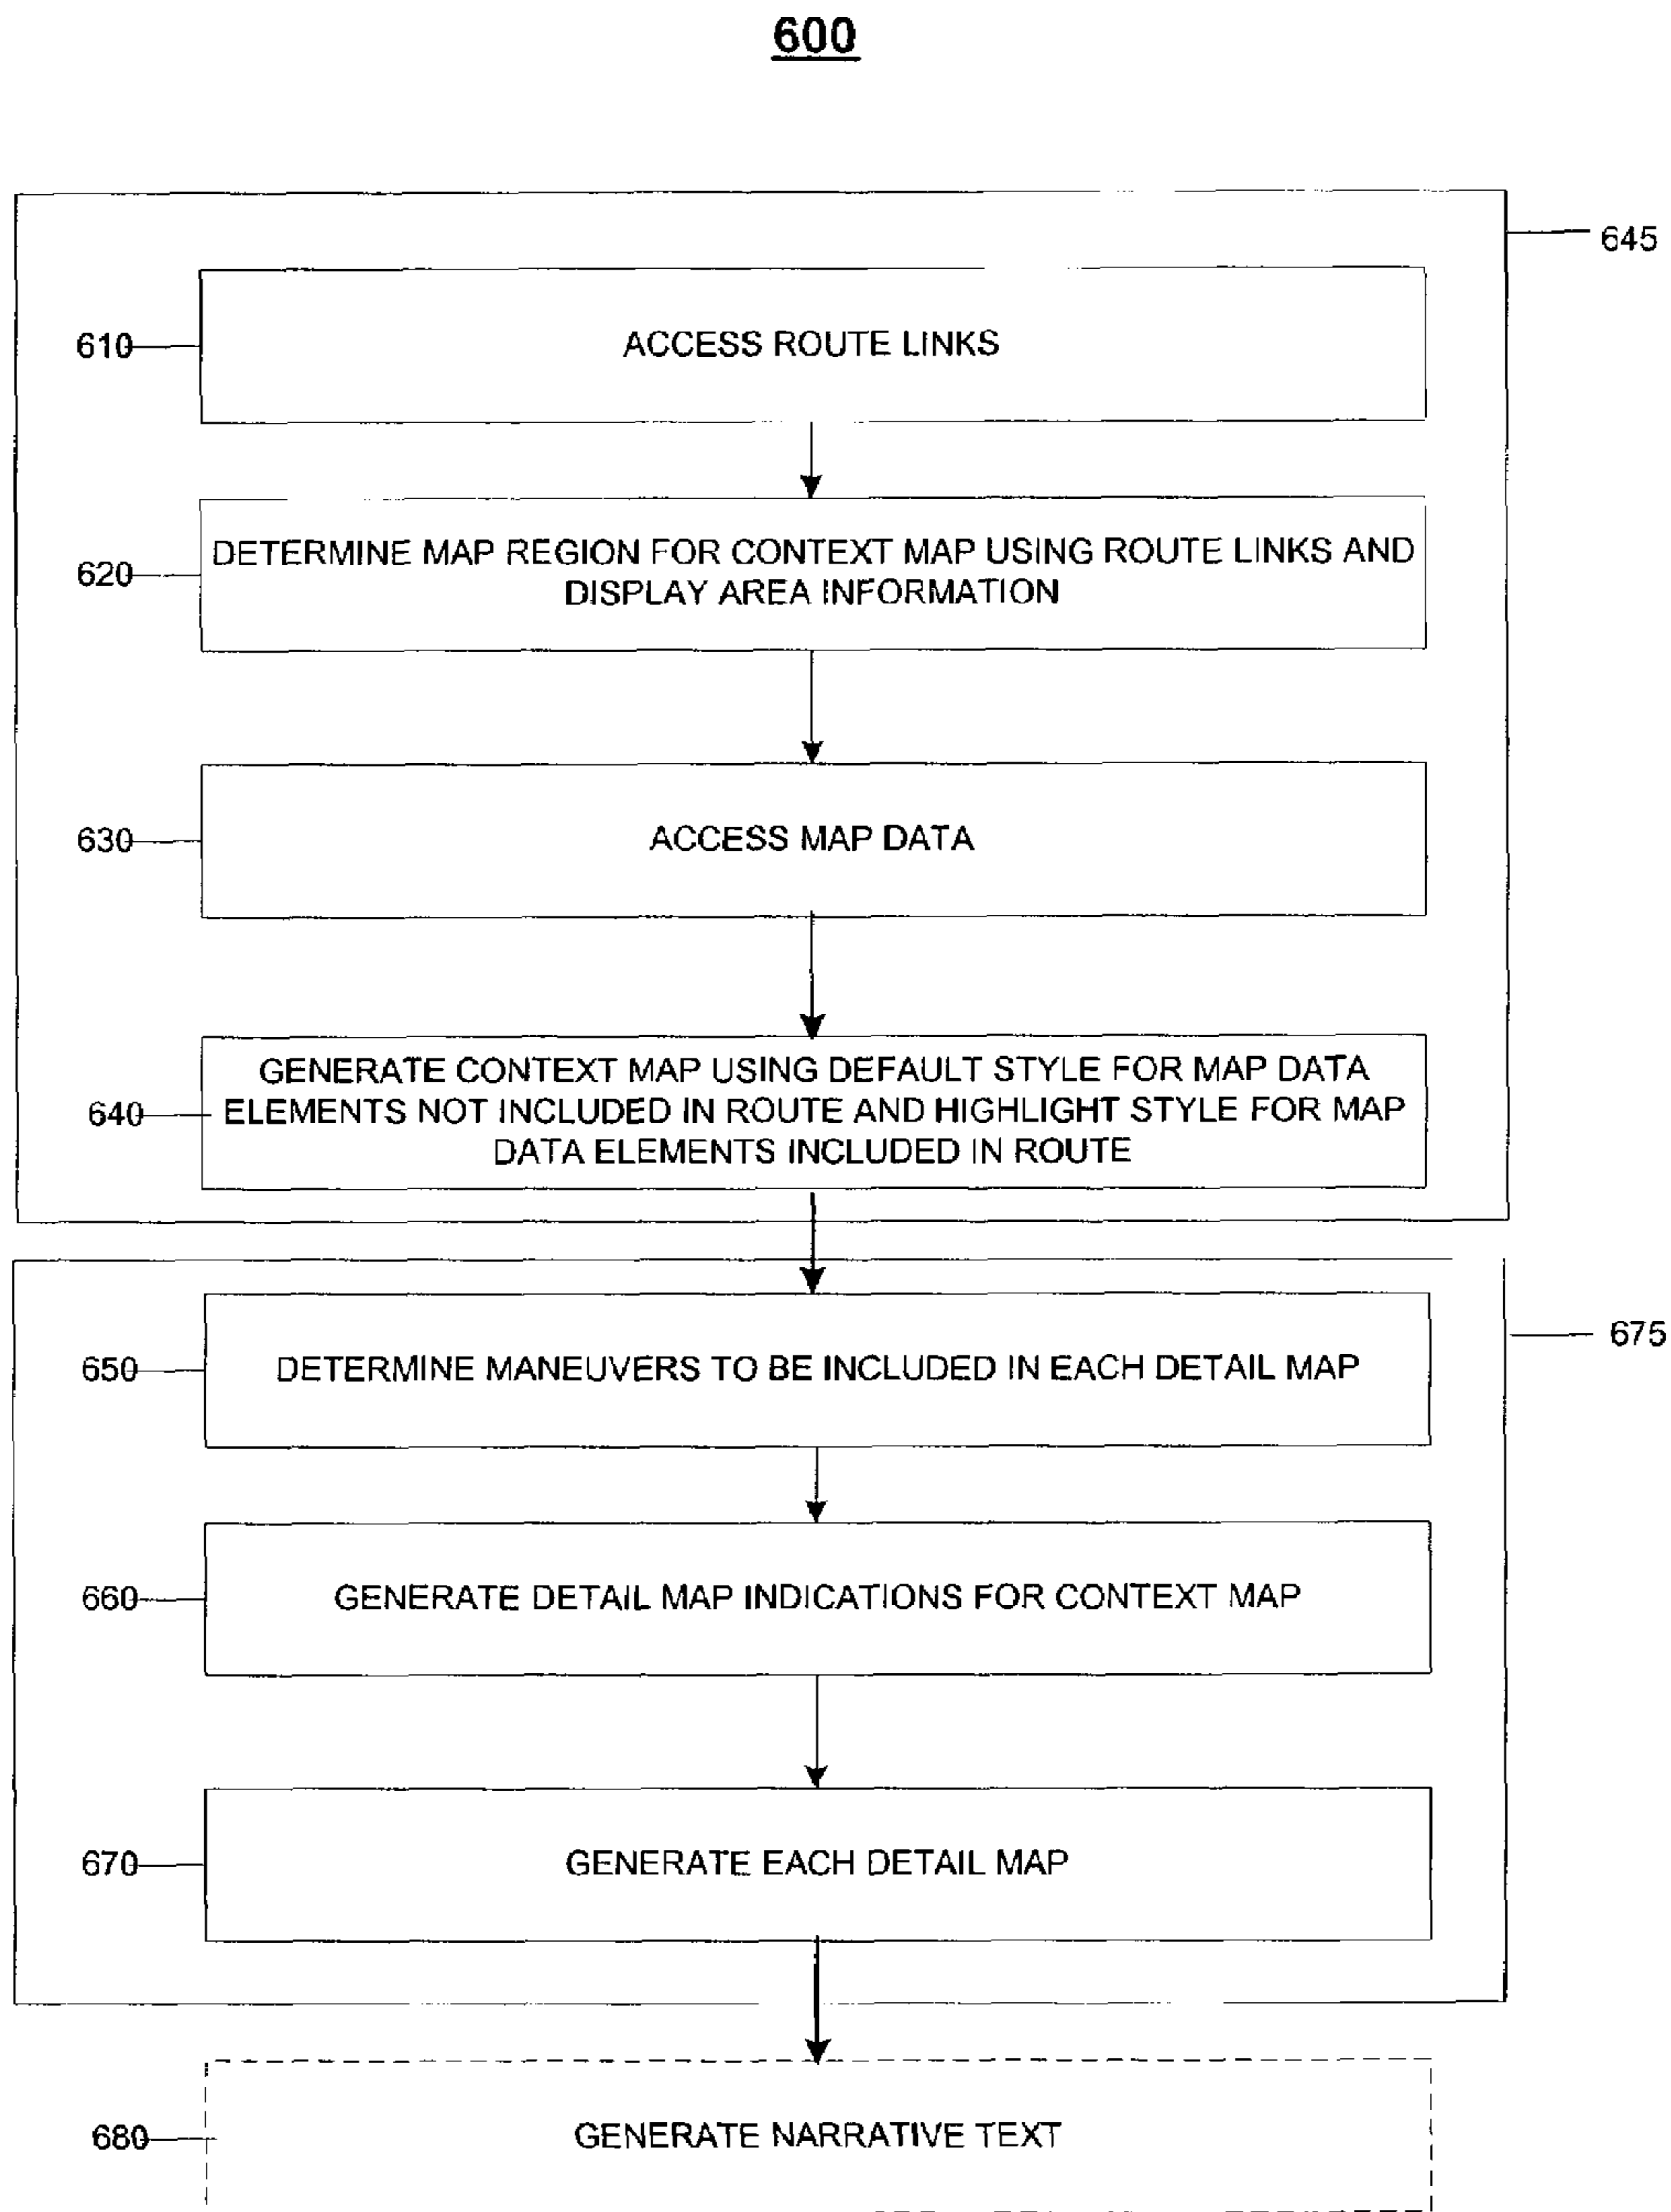 600
645
610
ACCESS ROUTE LINKS
620
DETERMINE MAP REGION FOR CONTEXT MAP USING ROUTE LINKS AND
DISPLAY AREA INFORMATION
630
ACCESS MAP DATA
640
GENERATE CONTEXT MAP USING DEFAULT STYLE FOR MAP DATA
ELEMENTS NOT INCLUDED IN ROUTE AND HIGHLIGHT STYLE FOR MAP
DATA ELEMENTS INCLUDED IN ROUTE
675
650
DETERMINE MANEUVERS TO BE INCLUDED IN EACH DETAIL MAP
660
GENERATE DETAIL MAP INDICATIONS FOR CONTEXT MAP
670
GENERATE EACH DETAIL MAP
680
GENERATE NARRATIVE TEXT